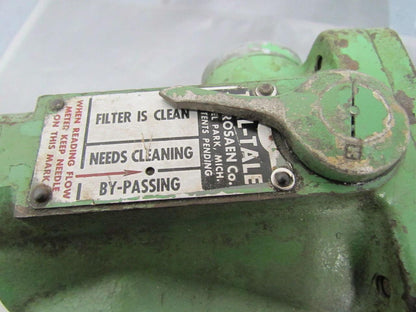 WHEN READING FLOW
METER KEEP NEEDLE
ON THIS MARK
FILTER IS CLEAN
NEEDS CLEANING
BY-PASSING
L-TALE
ROSAEN Co.
EL PARK, MICH.
TENTS PENDING